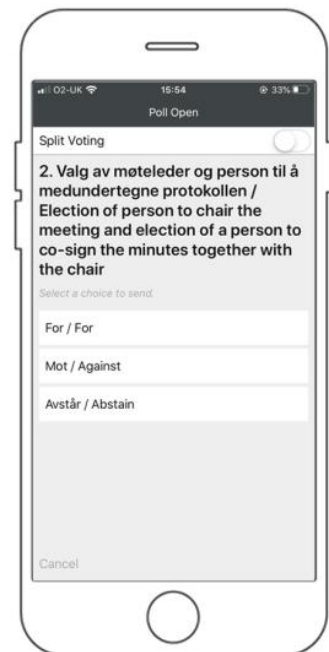 O2-UK 15:54 33%
Poll Open
Split Voting
2. Valg av møteleder og person til å
medundertegne protokollen /
Election of person to chair the
meeting and election of a person to
co-sign the minutes together with
the chair
Select a choice to send.
For / For
Mot / Against
Avstår / Abstain
Cancel